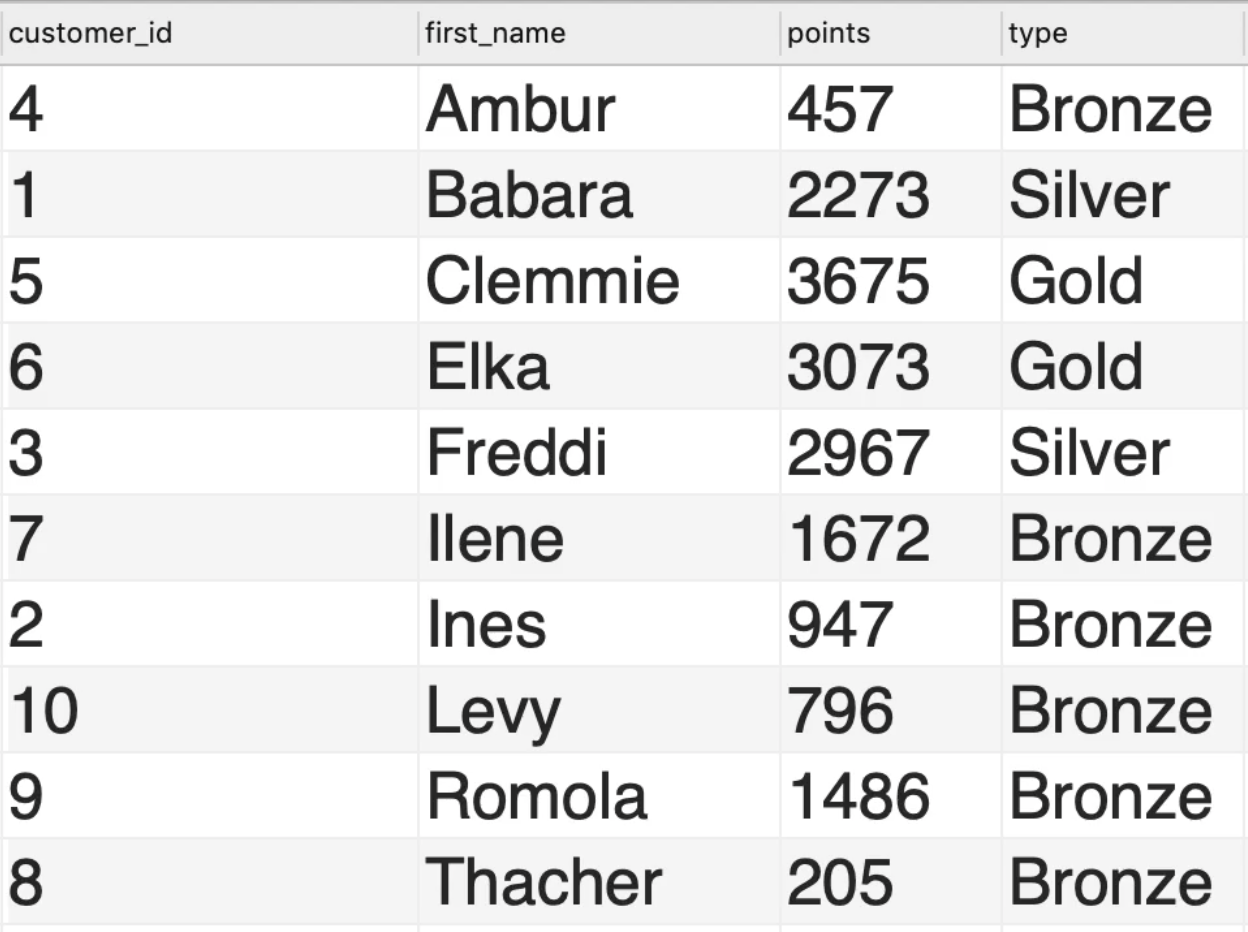 customer_id first_name points type
4 Ambur 457 Bronze
1 Babara 2273 Silver
5 Clemmie 3675 Gold
6 Elka 3073 Gold
3 Freddi 2967 Silver
7 Ilene 1672 Bronze
2 Ines 947 Bronze
10 Levy 796 Bronze
9 Romola 1486 Bronze
8 Thacher 205 Bronze